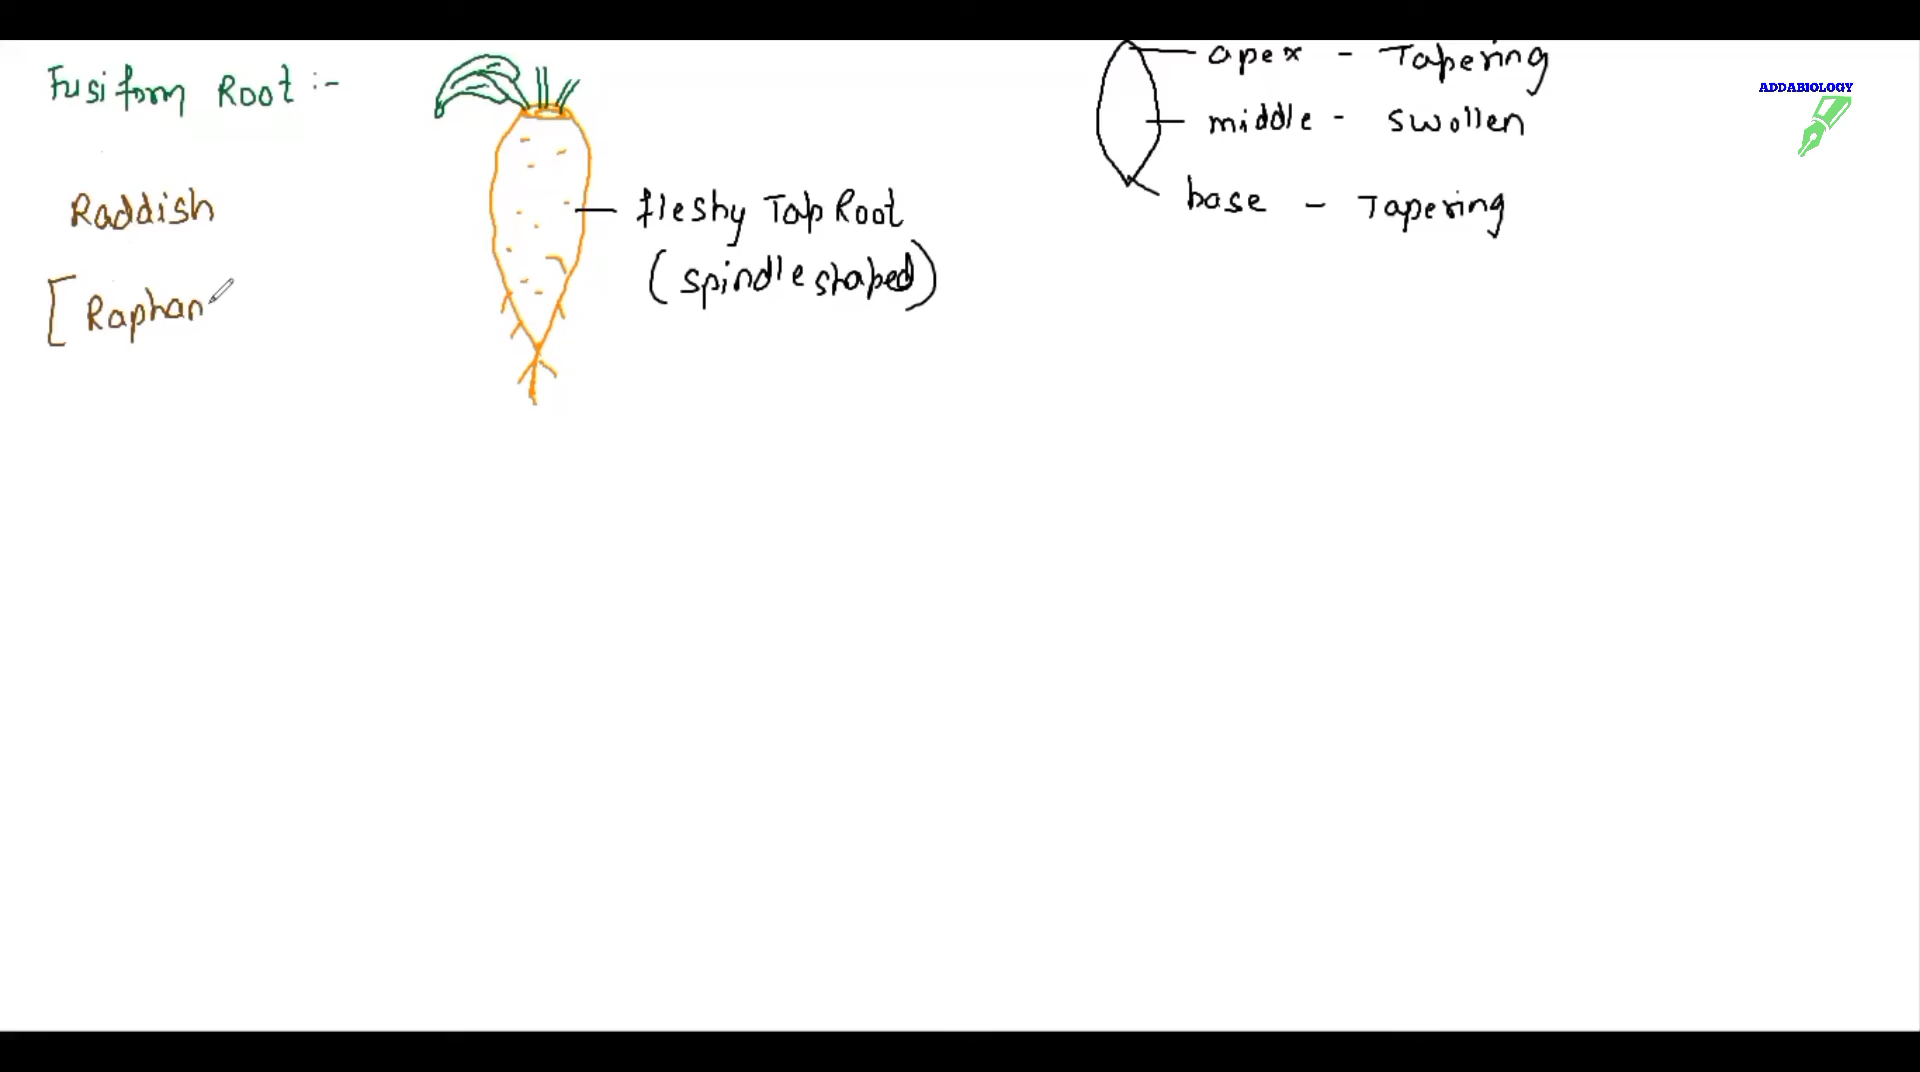 Fusiform Root :-
Raddish
[ Raphan
fleshy Tap Root
(spindle shaped)
apex - Tapering
middle - swollen
base - Tapering
ADDABIOLOGY